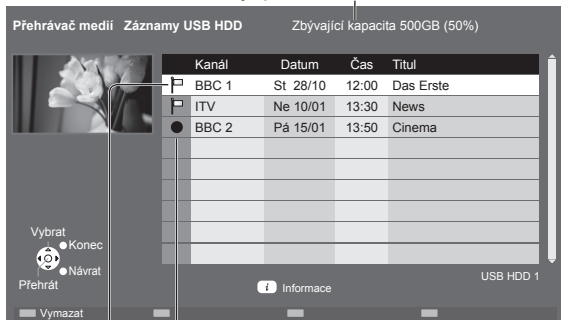 Přehrávač medií Záznamy USB HDD Zbývající kapacita 500GB (50%)
Kanál Datum Čas Titul
BBC 1 St 28/10 12:00 Das Erste
ITV Ne 10/01 13:30 News
BBC 2 Pá 15/01 13:50 Cinema
Vybrat
Konec
Návrat
Přehrát
USB HDD 1
i Informace
Vymazat